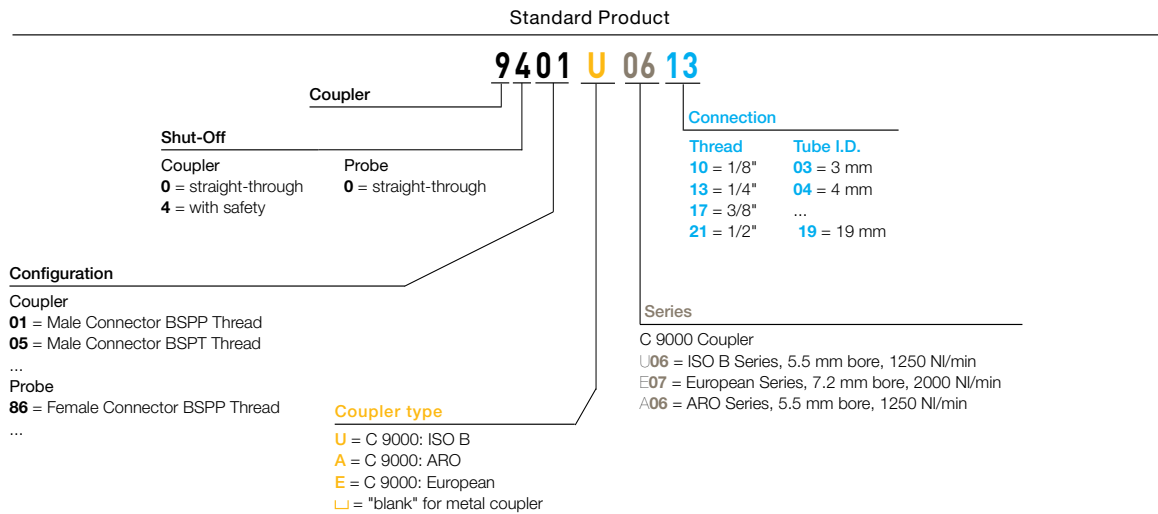 Standard Product
9401 U 06 13
Coupler
Shut-Off
Coupler Probe
0 = straight-through 0 = straight-through
4 = with safety
Connection
Thread Tube I.D.
10 = 1/8" 03 = 3 mm
13 = 1/4" 04 = 4 mm
17 = 3/8" ...
21 = 1/2" 19 = 19 mm
Configuration
Coupler
01 = Male Connector BSPP Thread
05 = Male Connector BSPT Thread
...
Probe
86 = Female Connector BSPP Thread
...
Series
C 9000 Coupler
U06 = ISO B Series, 5.5 mm bore, 1250 Nl/min
E07 = European Series, 7.2 mm bore, 2000 Nl/min
A06 = ARO Series, 5.5 mm bore, 1250 Nl/min
Coupler type
U = C 9000: ISO B
A = C 9000: ARO
E = C 9000: European
⌴ = "blank" for metal coupler